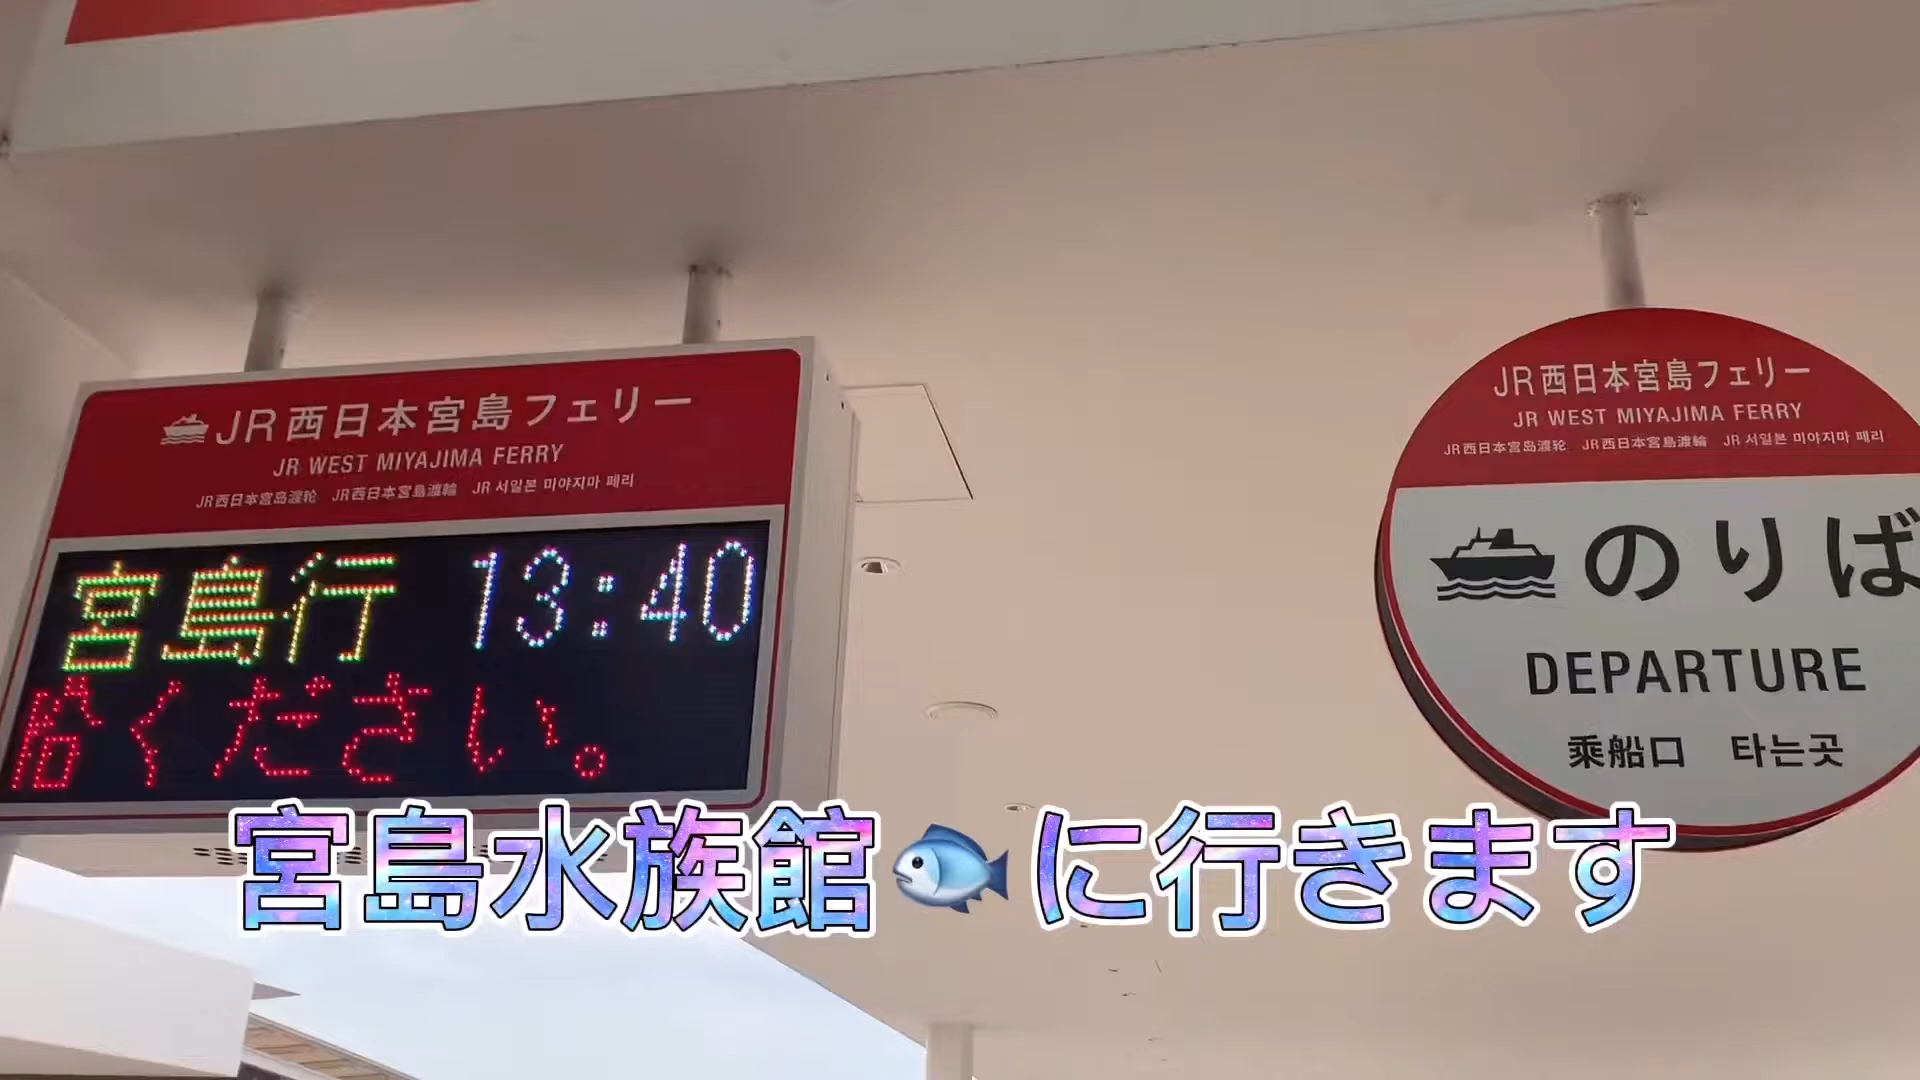 JR西日本宮島フェリー
JR WEST MIYAJIMA FERRY
JR西日本宫岛渡轮 JR西日本宮島渡輪 JR 서일본 미야지마 페리
宮島行 13:40
ください。
JR西日本宮島フェリー
JR WEST MIYAJIMA FERRY
JR西日本宫岛渡轮 JR西日本宮島渡輪 JR 서일본 미야지마 페리
のりば
DEPARTURE
乘船口 타는곳
宮島水族館🐟に行きます